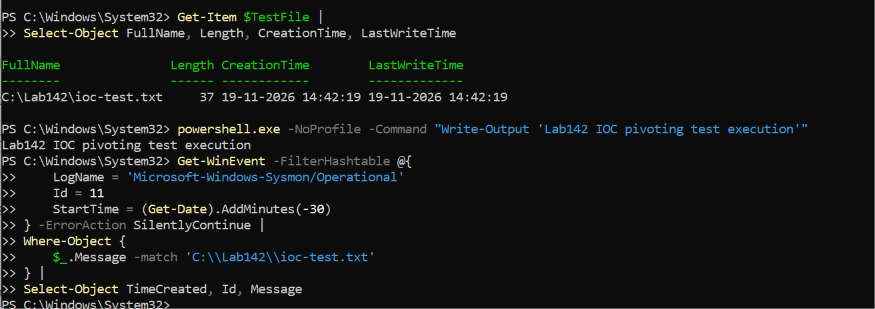 PS C:\Windows\System32> Get-Item $TestFile |
>> Select-Object FullName, Length, CreationTime, LastWriteTime
FullName Length CreationTime LastWriteTime
-------- ------ ------------ -------------
C:\Lab142\ioc-test.txt 37 19-11-2026 14:42:19 19-11-2026 14:42:19
PS C:\Windows\System32> powershell.exe -NoProfile -Command "Write-Output 'Lab142 IOC pivoting test execution'"
Lab142 IOC pivoting test execution
PS C:\Windows\System32> Get-WinEvent -FilterHashtable @{
>> LogName = 'Microsoft-Windows-Sysmon/Operational'
>> Id = 11
>> StartTime = (Get-Date).AddMinutes(-30)
>> } -ErrorAction SilentlyContinue |
>> Where-Object {
>> $_.Message -match 'C:\\Lab142\\ioc-test.txt'
>> } |
>> Select-Object TimeCreated, Id, Message
PS C:\Windows\System32>